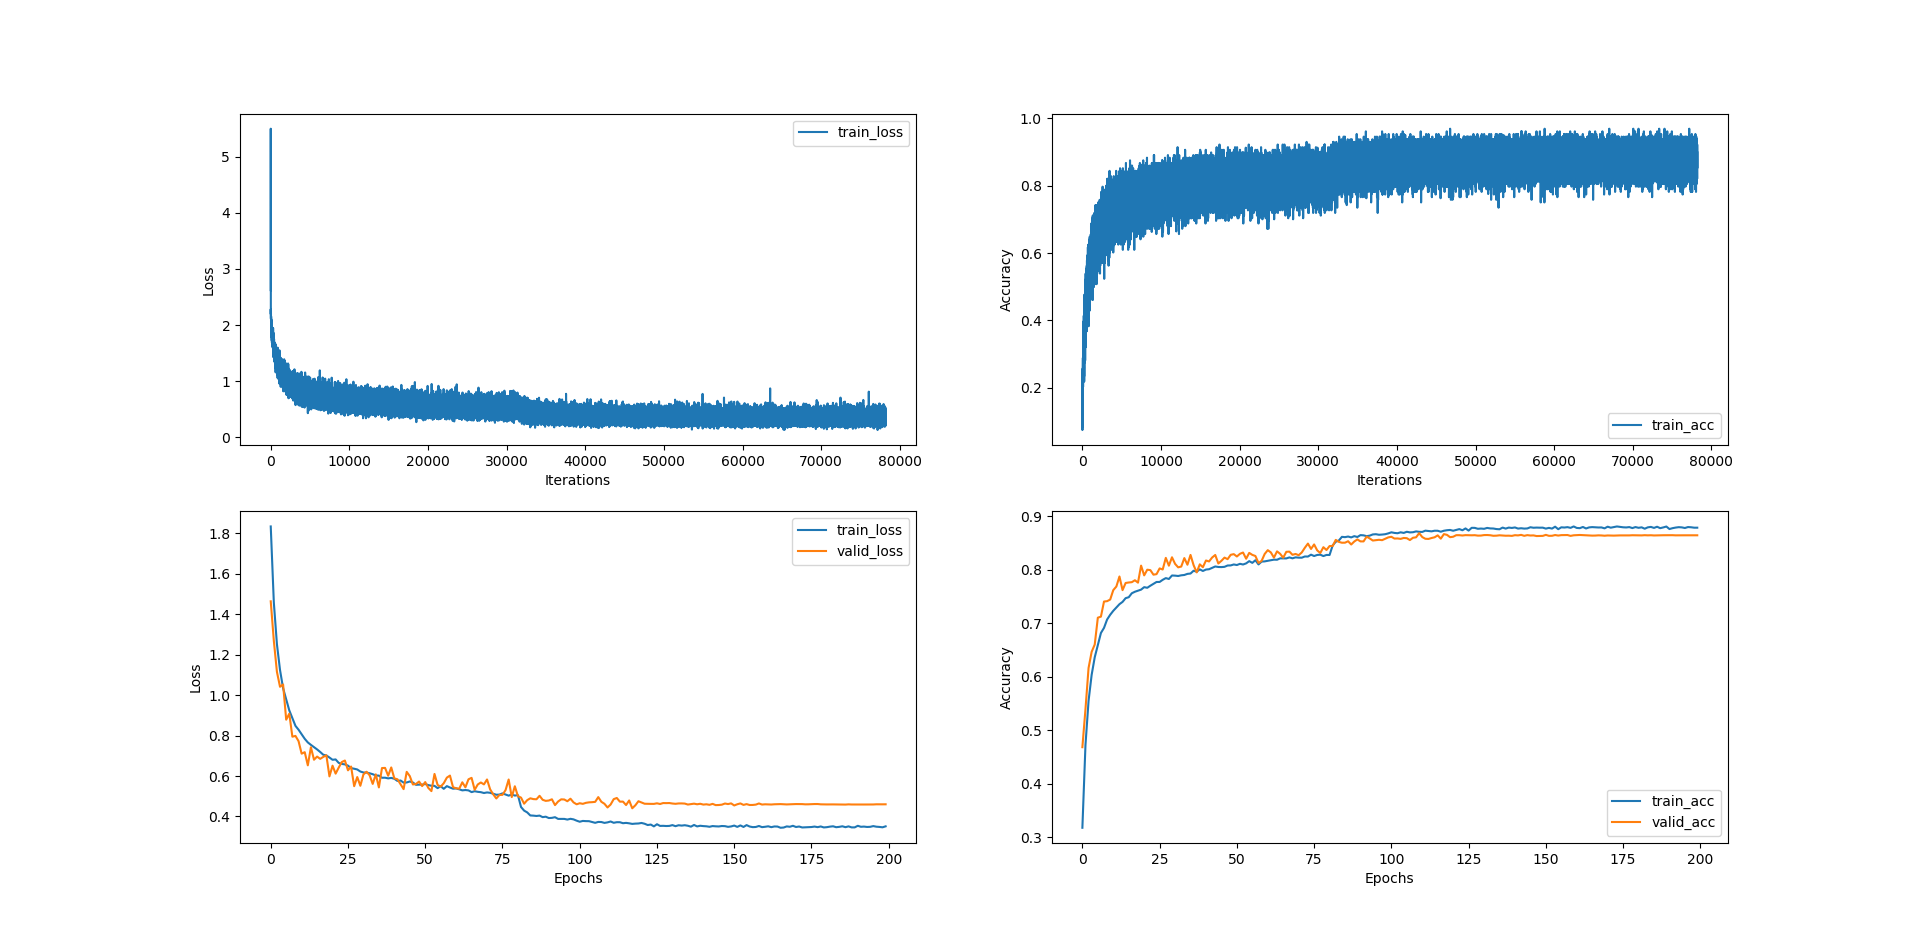 train_loss
5
4
3
2
1
0
Loss
0 10000 20000 30000 40000 50000 60000 70000 80000
Iterations
1.0
0.8
0.6
0.4
0.2
Accuracy
train_acc
0 10000 20000 30000 40000 50000 60000 70000 80000
Iterations
train_loss
valid_loss
1.8
1.6
1.4
1.2
1.0
0.8
0.6
0.4
Loss
0 25 50 75 100 125 150 175 200
Epochs
0.9
0.8
0.7
0.6
0.5
0.4
0.3
Accuracy
train_acc
valid_acc
0 25 50 75 100 125 150 175 200
Epochs